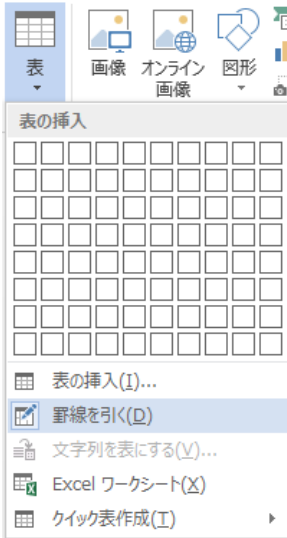 表
画像
オンライン
画像
図形
表の挿入
表の挿入(I)...
罫線を引く(D)
文字列を表にする(V)...
Excel ワークシート(X)
クイック表作成(T)